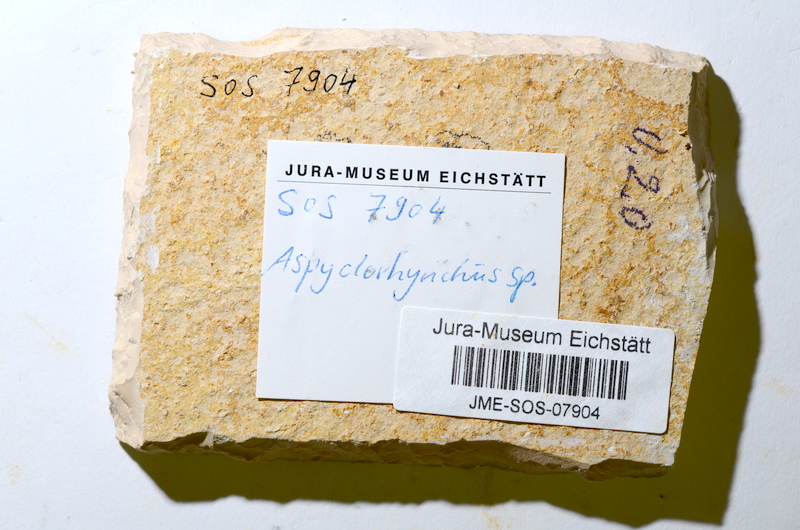 SOS 7904
JURA-MUSEUM EICHSTÄTT
SOS 7904
Aspydorhynchus sp.
Jura-Museum Eichstätt
JME-SOS-07904